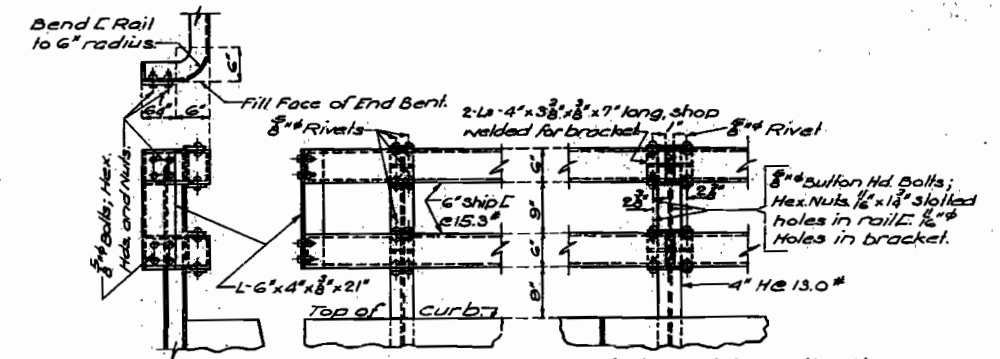 Bend [ Rail
to 6" radius
6"
6" 6"
Fill Face of End Bent.
5/8"φ Rivets
2-Ls-4"x3 3/8"x3/8"x7" long, shop
welded for bracket
1"
5/8"φ Rivet
5/8"φ Bolts; Hex.
Hds. and Nuts.
6" Ship [
@15.3#
6"
9"
6"
2 3/8"
2 3/8"
5/8"φ Button Hd. Bolts;
Hex. Nuts. 11/16"x1 3/4" slotted
holes in rail [. 11/16"φ
Holes in bracket.
L-6"x4"x3/8"x21"
4" H@ 13.0#
Top of curb